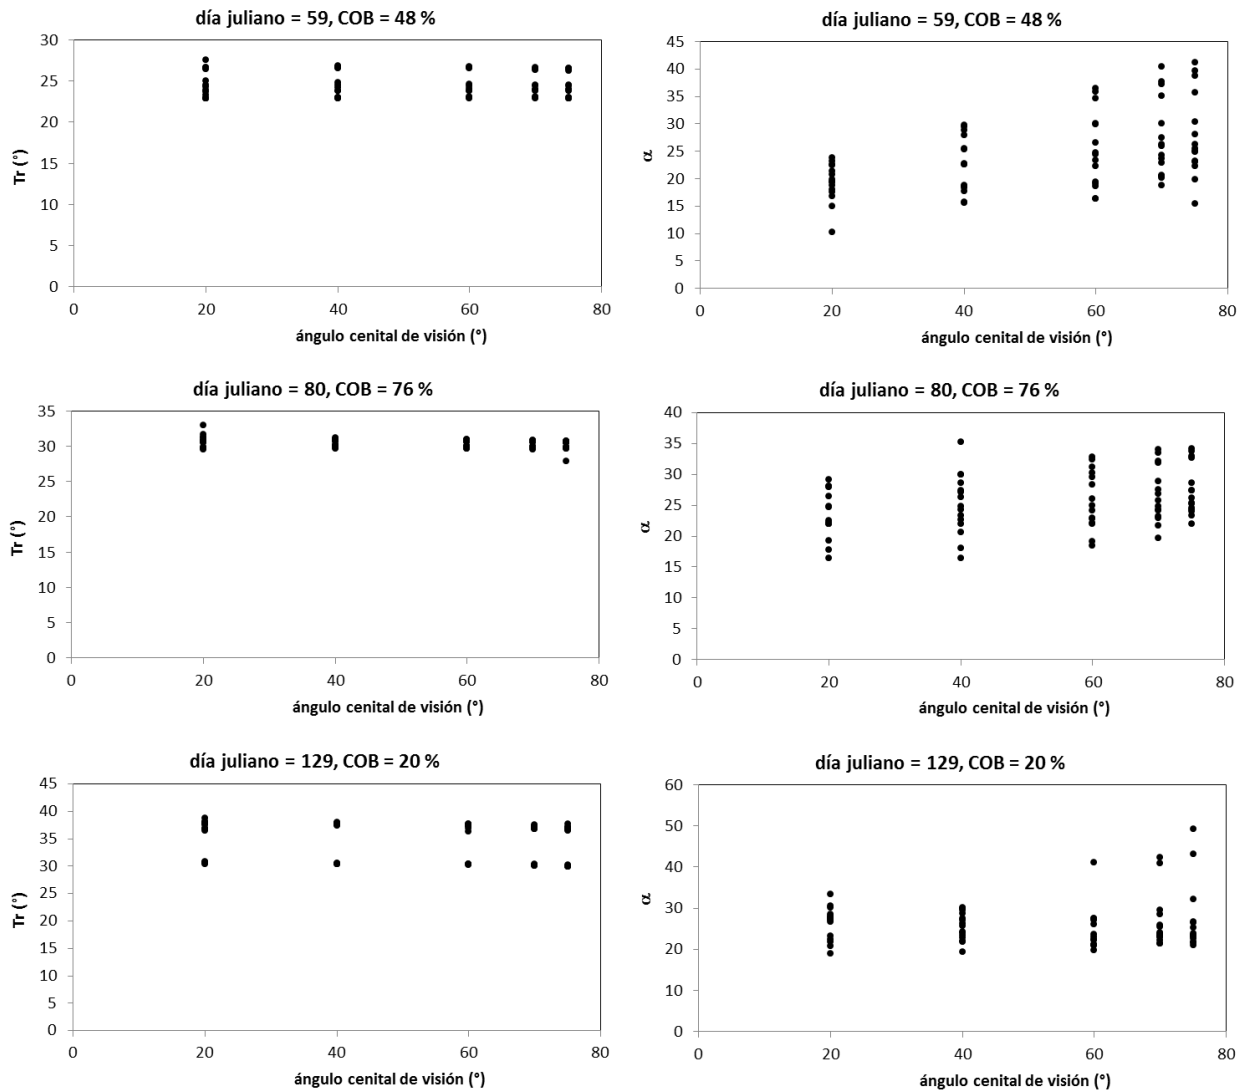 día juliano = 59, COB = 48 %
30
25
20
15
10
5
0
Tr (°)
0 20 40 60 80
ángulo cenital de visión (°)
día juliano = 59, COB = 48 %
45
40
35
30
25
20
15
10
5
0
α
0 20 40 60 80
ángulo cenital de visión (°)
día juliano = 80, COB = 76 %
35
30
25
20
15
10
5
0
Tr (°)
0 20 40 60 80
ángulo cenital de visión (°)
día juliano = 80, COB = 76 %
40
35
30
25
20
15
10
5
0
α
0 20 40 60 80
ángulo cenital de visión (°)
día juliano = 129, COB = 20 %
45
40
35
30
25
20
15
10
5
0
Tr (°)
0 20 40 60 80
ángulo cenital de visión (°)
día juliano = 129, COB = 20 %
60
50
40
30
20
10
0
α
0 20 40 60 80
ángulo cenital de visión (°)